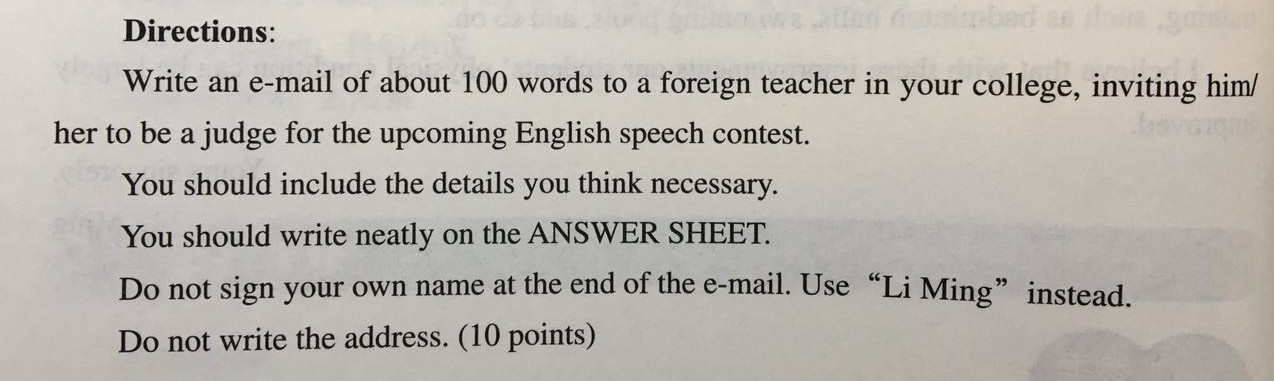 Directions:
Write an e-mail of about 100 words to a foreign teacher in your college, inviting him/
her to be a judge for the upcoming English speech contest.
You should include the details you think necessary.
You should write neatly on the ANSWER SHEET.
Do not sign your own name at the end of the e-mail. Use “Li Ming” instead.
Do not write the address. (10 points)